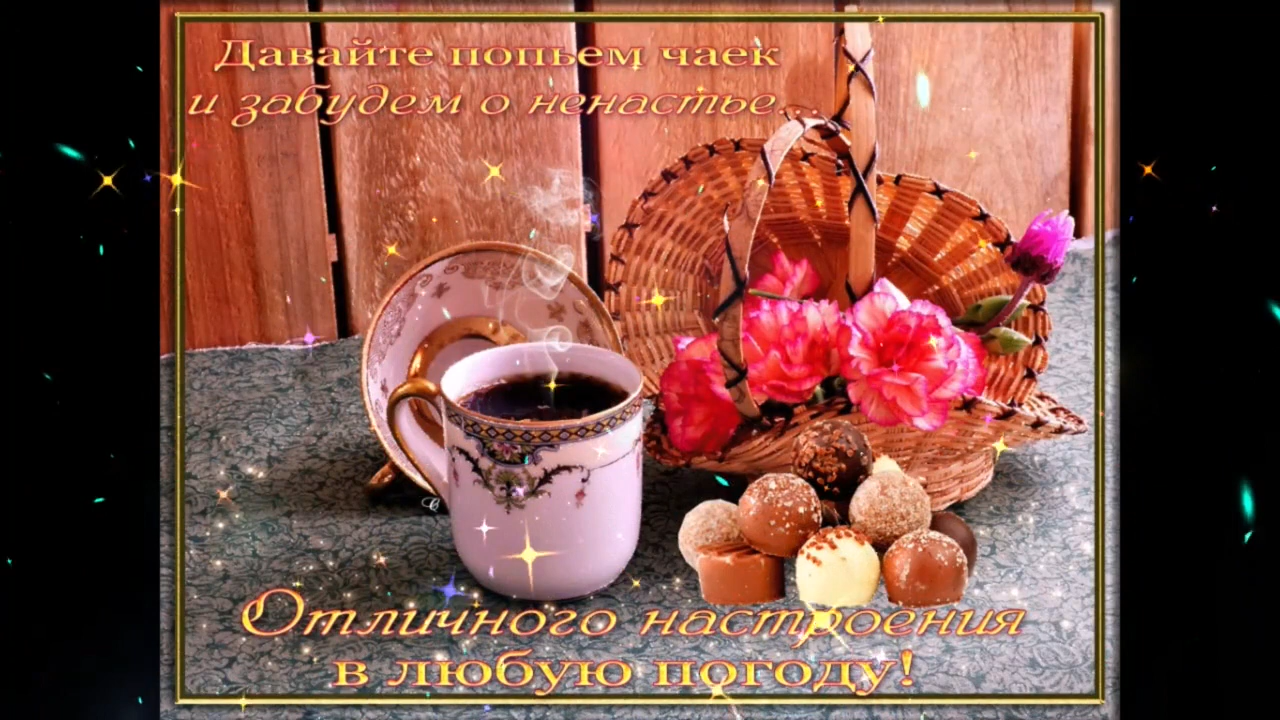 Давайте попьем чаек
и забудем о ненастье.
Отличного настроения
в любую погоду!